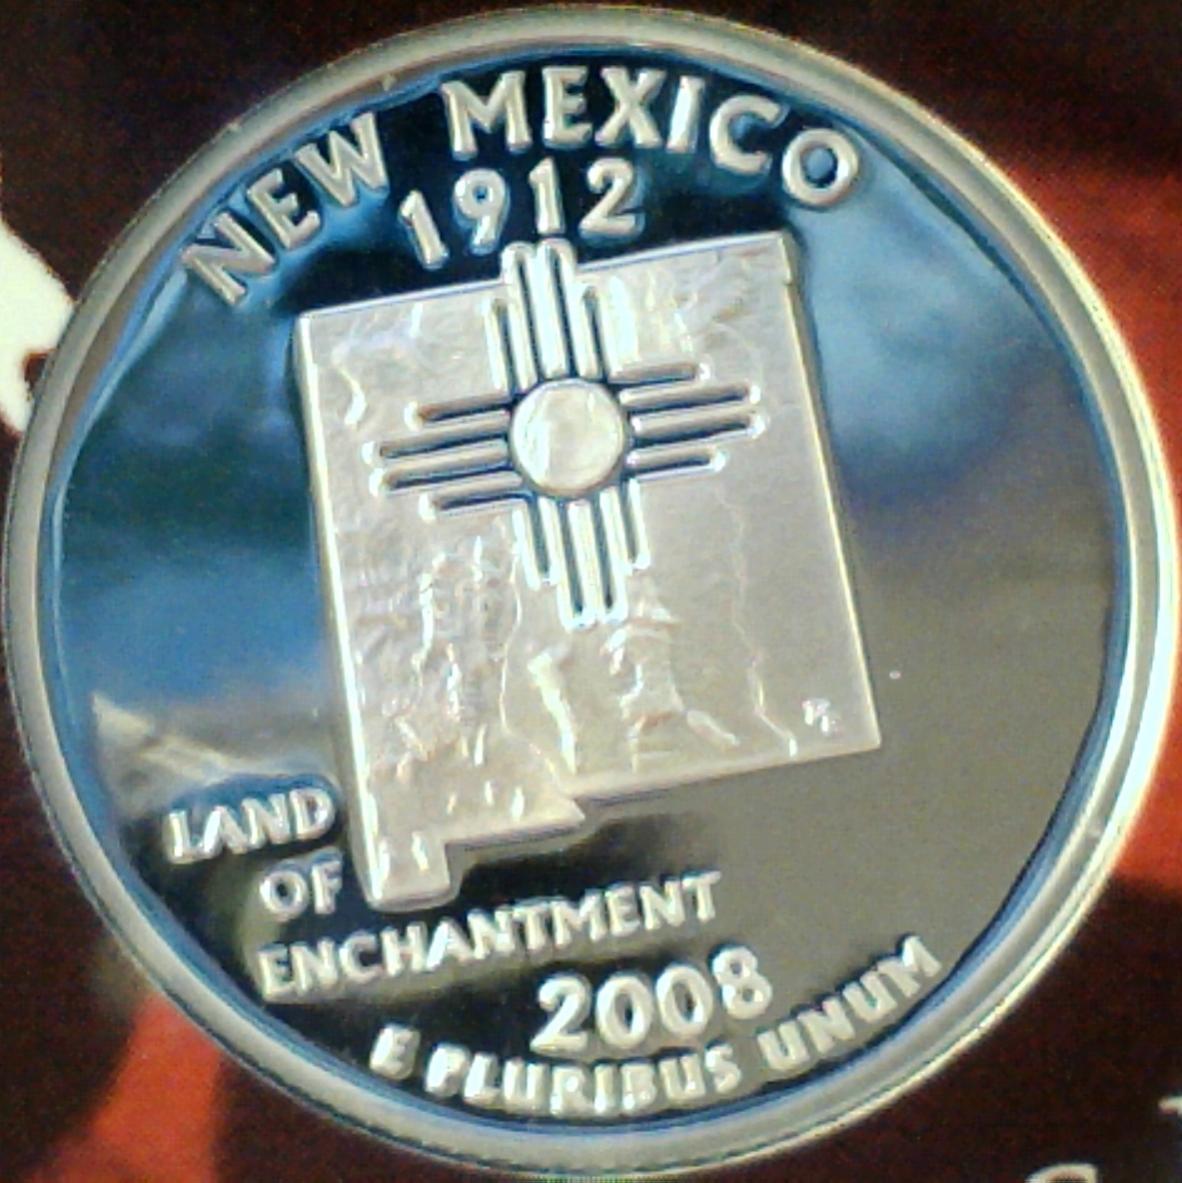 NEW MEXICO
1912
LAND
OF
ENCHANTMENT
2008
E PLURIBUS UNUM